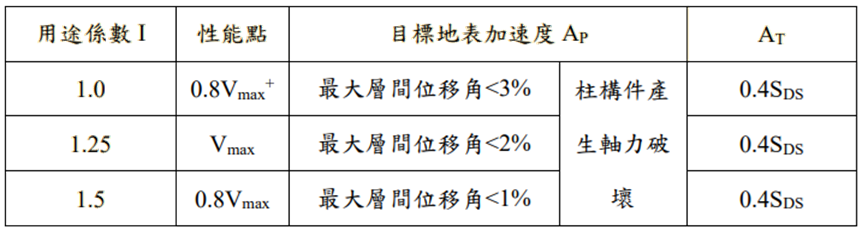 用途係數 I 性能點 目標地表加速度 AP AT
1.0 0.8Vmax+ 最大層間位移角<3% 柱構件產 0.4SDS
1.25 Vmax 最大層間位移角<2% 生軸力破 0.4SDS
1.5 0.8Vmax 最大層間位移角<1% 壞 0.4SDS